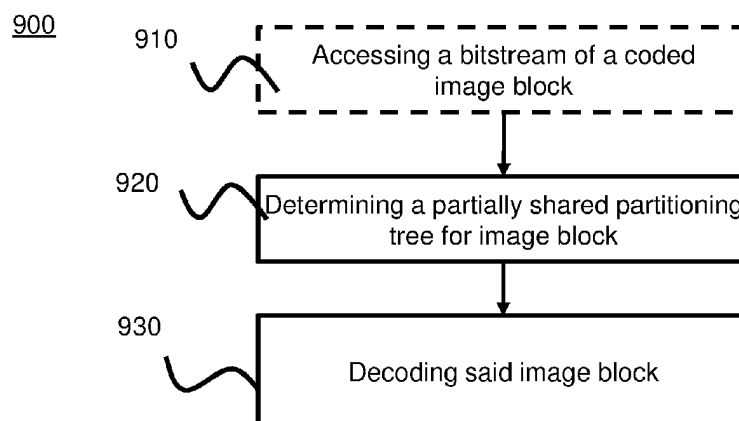 900
910
Accessing a bitstream of a coded
image block
920
Determining a partially shared partitioning
tree for image block
930
Decoding said image block